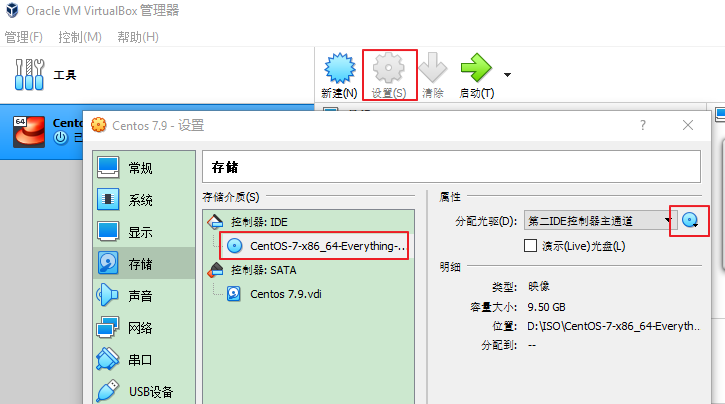 Oracle VM VirtualBox 管理器
管理(F) 控制(M) 帮助(H)
工具
新建(N) 设置(S) 清除 启动(T)
64
Cento
Centos 7.9 - 设置
? ×
常规
系统
显示
存储
声音
网络
串口
USB设备
存储
存储介质(S)
控制器: IDE
CentOS-7-x86_64-Everything-...
控制器: SATA
Centos 7.9.vdi
属性
分配光驱(D): 第二IDE控制器主通道
演示(Live)光盘(L)
明细
类型: 映像
容量大小: 9.50 GB
位置: D:\ISO\CentOS-7-x86_64-Everyth...
分配到: --